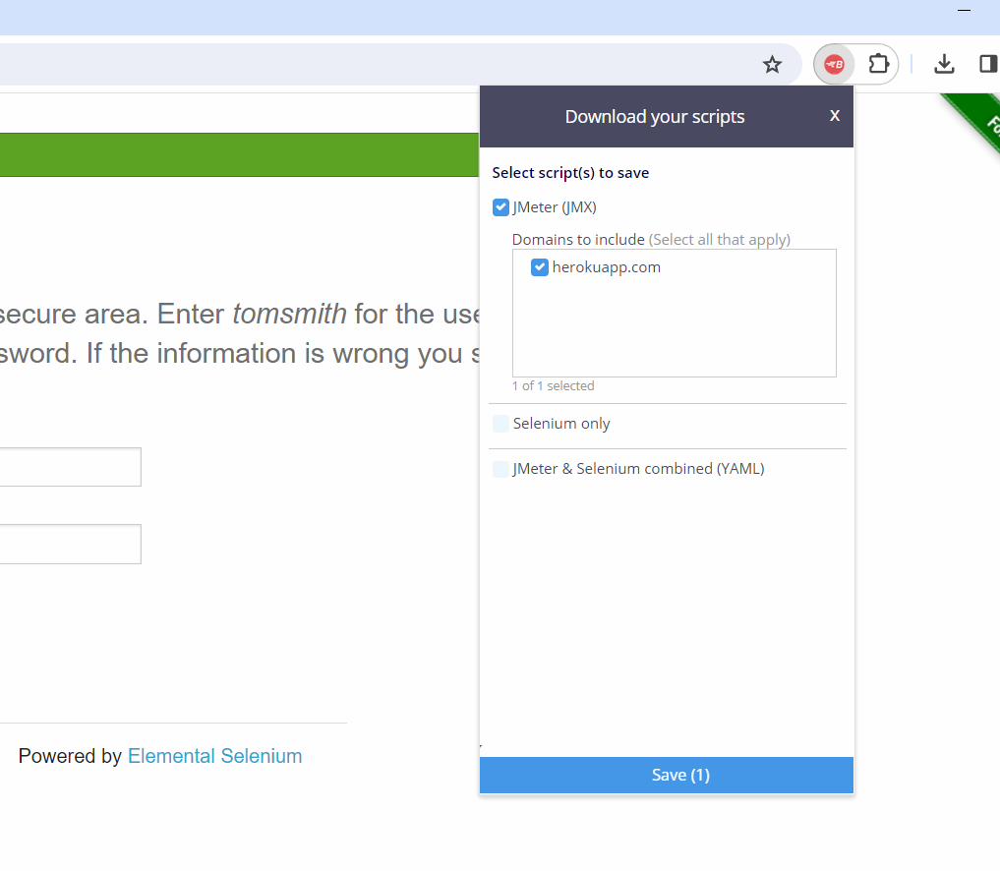 Download your scripts
X
Select script(s) to save
JMeter (JMX)
Domains to include (Select all that apply)
herokuapp.com
1 of 1 selected
Selenium only
JMeter & Selenium combined (YAML)
Save (1)
secure area. Enter tomsmith for the use
sword. If the information is wrong you s
Powered by Elemental Selenium
B